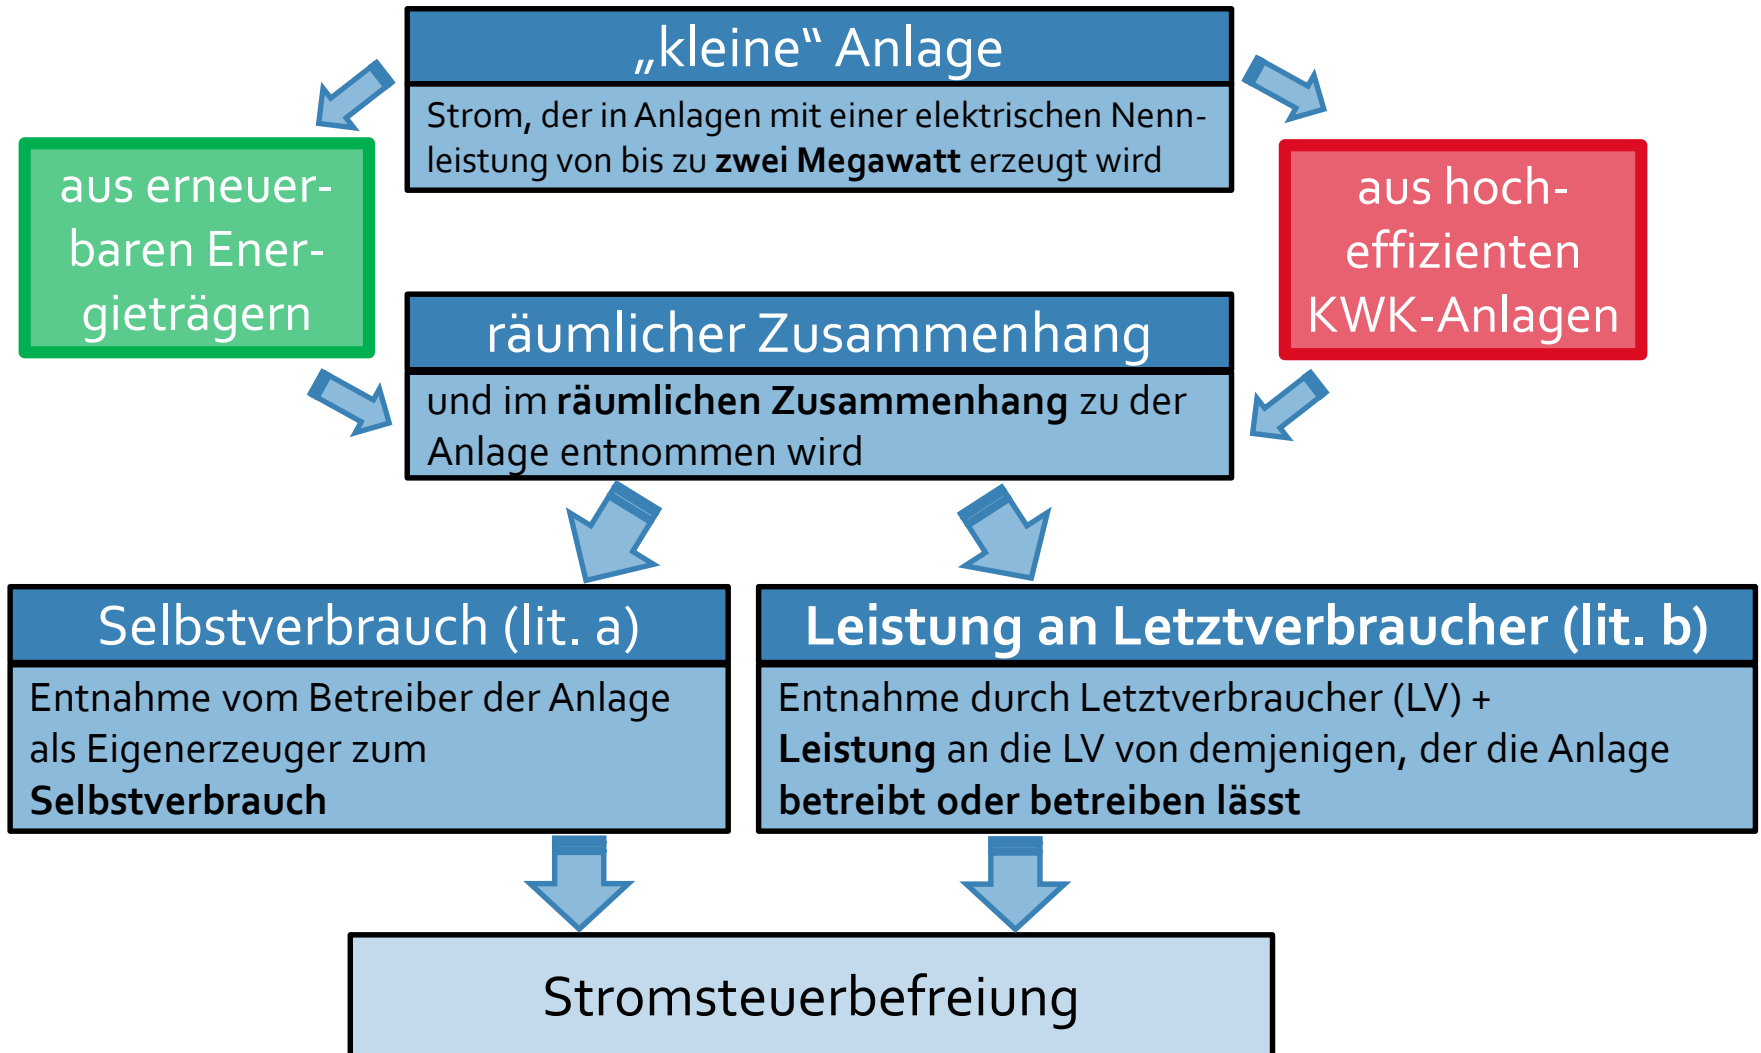 „kleine“ Anlage
Strom, der in Anlagen mit einer elektrischen Nenn-
leistung von bis zu zwei Megawatt erzeugt wird
aus erneuer-
baren Ener-
gieträgern
aus hoch-
effizienten
KWK-Anlagen
räumlicher Zusammenhang
und im räumlichen Zusammenhang zu der
Anlage entnommen wird
Selbstverbrauch (lit. a)
Entnahme vom Betreiber der Anlage
als Eigenerzeuger zum
Selbstverbrauch
Leistung an Letztverbraucher (lit. b)
Entnahme durch Letztverbraucher (LV) +
Leistung an die LV von demjenigen, der die Anlage
betreibt oder betreiben lässt
Stromsteuerbefreiung